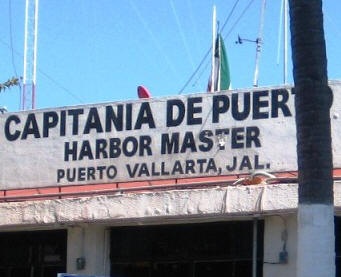 CAPITANIA DE PUER
HARBOR MASTER
PUERTO VALLARTA, JAL.